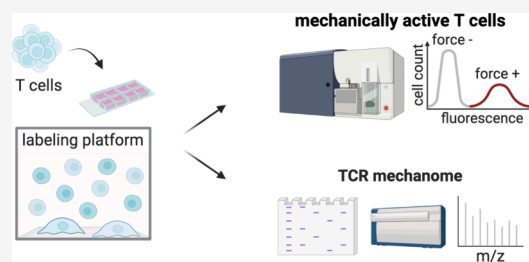 T cells
labeling platform
mechanically active T cells
cell count
force -
force +
fluorescence
TCR mechanome
m/z